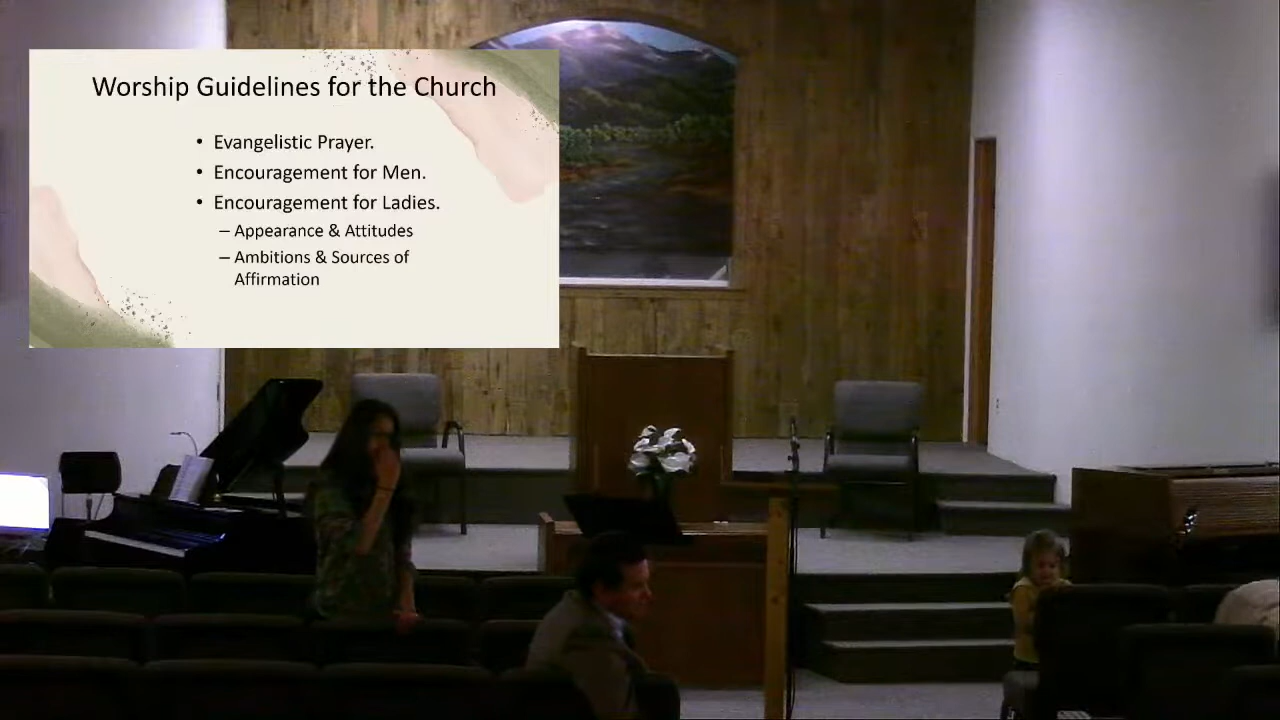 Worship Guidelines for the Church
• Evangelistic Prayer.
• Encouragement for Men.
• Encouragement for Ladies.
– Appearance & Attitudes
– Ambitions & Sources of
Affirmation